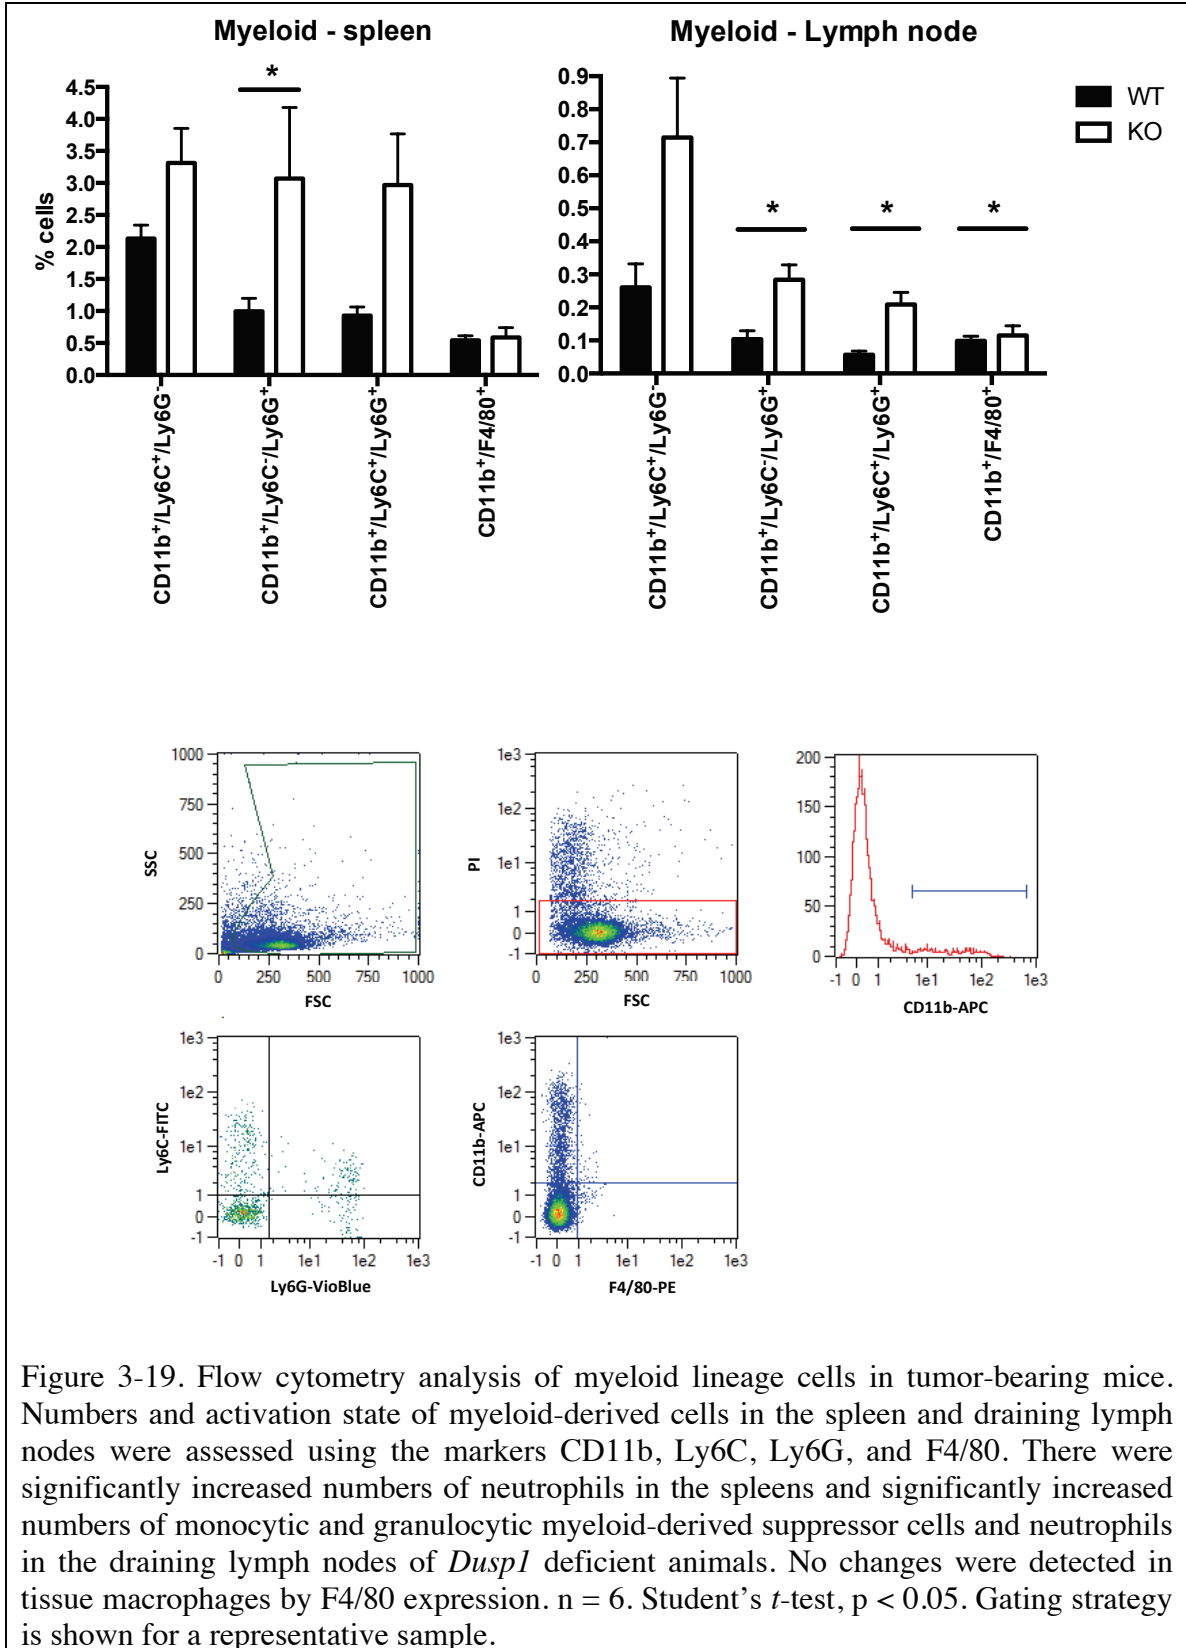 Myeloid - spleen
% cells
4.5
4.0
3.5
3.0
2.5
2.0
1.5
1.0
0.5
0.0
*
CD11b⁺/Ly6C⁺/Ly6G⁻
CD11b⁺/Ly6C⁻/Ly6G⁺
CD11b⁺/Ly6C⁺/Ly6G⁺
CD11b⁺/F4/80⁺
Myeloid - Lymph node
0.9
0.8
0.7
0.6
0.5
0.4
0.3
0.2
0.1
0.0
*
*
*
CD11b⁺/Ly6C⁺/Ly6G⁻
CD11b⁺/Ly6C⁻/Ly6G⁺
CD11b⁺/Ly6C⁺/Ly6G⁺
CD11b⁺/F4/80⁺
WT
KO
SSC
1000
750
500
250
0
0 250 500 750 1000
FSC
PI
1e3
1e2
1e1
1
0
-1
0 250 500 750 1000
FSC
200
150
100
50
0
-1 0 1 1e1 1e2 1e3
CD11b-APC
Ly6C-FITC
1e3
1e2
1e1
1
0
-1
-1 0 1 1e1 1e2 1e3
Ly6G-VioBlue
CD11b-APC
1e3
1e2
1e1
1
0
-1
-1 0 1 1e1 1e2 1e3
F4/80-PE
Figure 3-19. Flow cytometry analysis of myeloid lineage cells in tumor-bearing mice.
Numbers and activation state of myeloid-derived cells in the spleen and draining lymph
nodes were assessed using the markers CD11b, Ly6C, Ly6G, and F4/80. There were
significantly increased numbers of neutrophils in the spleens and significantly increased
numbers of monocytic and granulocytic myeloid-derived suppressor cells and neutrophils
in the draining lymph nodes of Dusp1 deficient animals. No changes were detected in
tissue macrophages by F4/80 expression. n = 6. Student’s t-test, p < 0.05. Gating strategy
is shown for a representative sample.